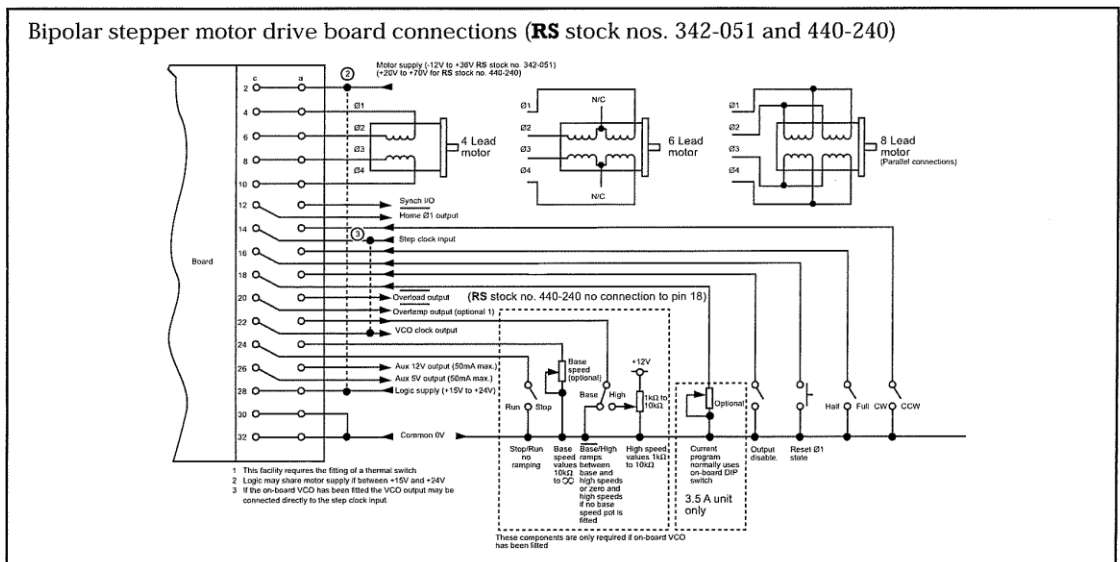 Bipolar stepper motor drive board connections (RS stock nos. 342-051 and 440-240)
Motor supply (-12V to +36V RS stock no. 342-051)
(+20V to +70V for RS stock no. 440-240)
c a
2
2
4
6
8
10
12
14
16
18
20
22
24
26
28
30
32
Board
Ø1
Ø2
Ø3
Ø4
4 Lead
motor
N/C
Ø1
Ø2
Ø3
Ø4
N/C
6 Lead
motor
Ø1
Ø2
Ø3
Ø4
8 Lead
motor
(Parallel connections)
Synch I/O
Home Ø1 output
3
Step clock input
Overload output
(RS stock no. 440-240 no connection to pin 18)
Overtemp output (optional 1)
VCO clock output
Aux 12V output (50mA max.)
Aux 5V output (50mA max.)
Logic supply (+15V to +24V)
Common 0V
Run Stop
Base
speed
(optional)
Base High
+12V
1kΩ to
10kΩ
Optional
Half Full CW CCW
Stop/Run
no
ramping
Base
speed
values
10kΩ
to ∞
Base/High
ramps
between
base and
high speeds
or zero and
high speeds
if no base
speed pot is
fitted
High speed
values 1kΩ
to 10kΩ
Current
program
normally uses
on-board DIP
switch
3.5 A unit
only
Output
disable.
Reset Ø1
state
1 This facility requires the fitting of a thermal switch
2 Logic may share motor supply if between +15V and +24V
3 If the on-board VCO has been fitted the VCO output may be
connected directly to the step clock input.
These components are only required if on-board VCO
has been fitted